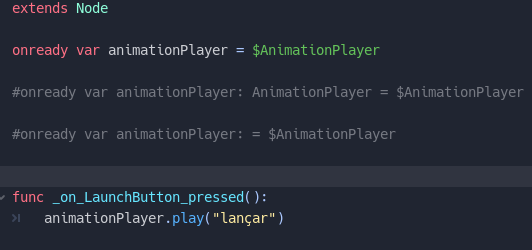 extends Node
onready var animationPlayer = $AnimationPlayer
#onready var animationPlayer: AnimationPlayer = $AnimationPlayer
#onready var animationPlayer: = $AnimationPlayer
func _on_LaunchButton_pressed():
animationPlayer.play("lançar")